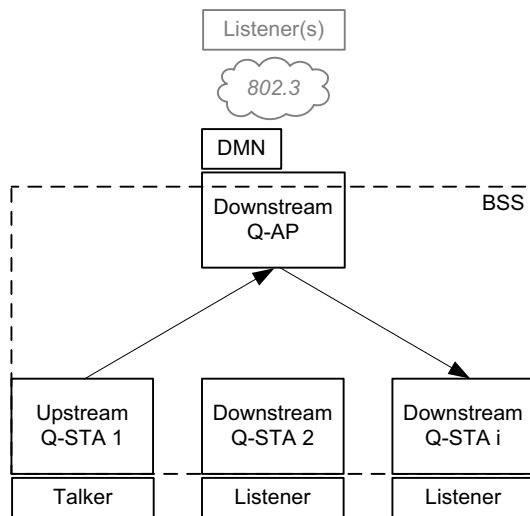 Listener(s)
802.3
DMN
Downstream
Q-AP
BSS
Upstream
Q-STA 1
Downstream
Q-STA 2
Downstream
Q-STA i
Talker
Listener
Listener